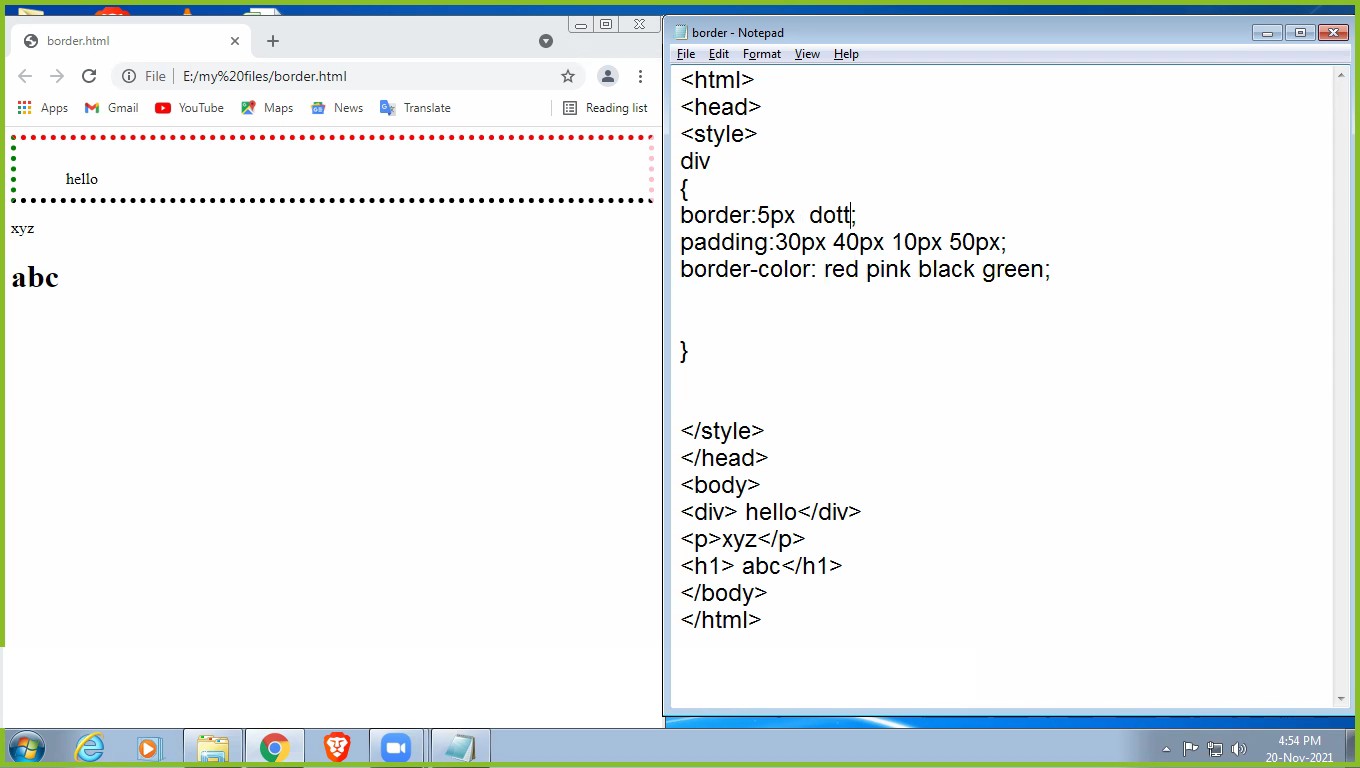 border.html
File E:/my%20files/border.html
Apps Gmail YouTube Maps News Translate Reading list
hello
xyz
abc
border - Notepad
File Edit Format View Help
<html>
<head>
<style>
div
{
border:5px  dott;
padding:30px 40px 10px 50px;
border-color: red pink black green;
}
</style>
</head>
<body>
<div> hello</div>
<p>xyz</p>
<h1> abc</h1>
</body>
</html>
4:54 PM
20-Nov-2021